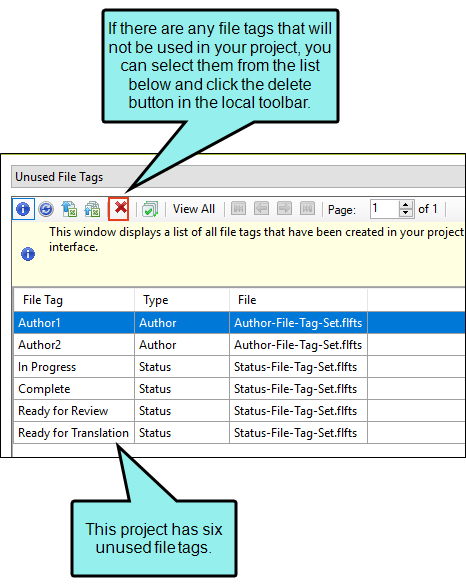 If there are any file tags that will
not be used in your project, you
can select them from the list
below and click the delete
button in the local toolbar.
Unused File Tags
View All Page: 1 of 1
This window displays a list of all file tags that have been created in your project
interface.
File Tag Type File
Author1 Author Author-File-Tag-Set.flfts
Author2 Author Author-File-Tag-Set.flfts
In Progress Status Status-File-Tag-Set.flfts
Complete Status Status-File-Tag-Set.flfts
Ready for Review Status Status-File-Tag-Set.flfts
Ready for Translation Status Status-File-Tag-Set.flfts
This project has six
unused file tags.